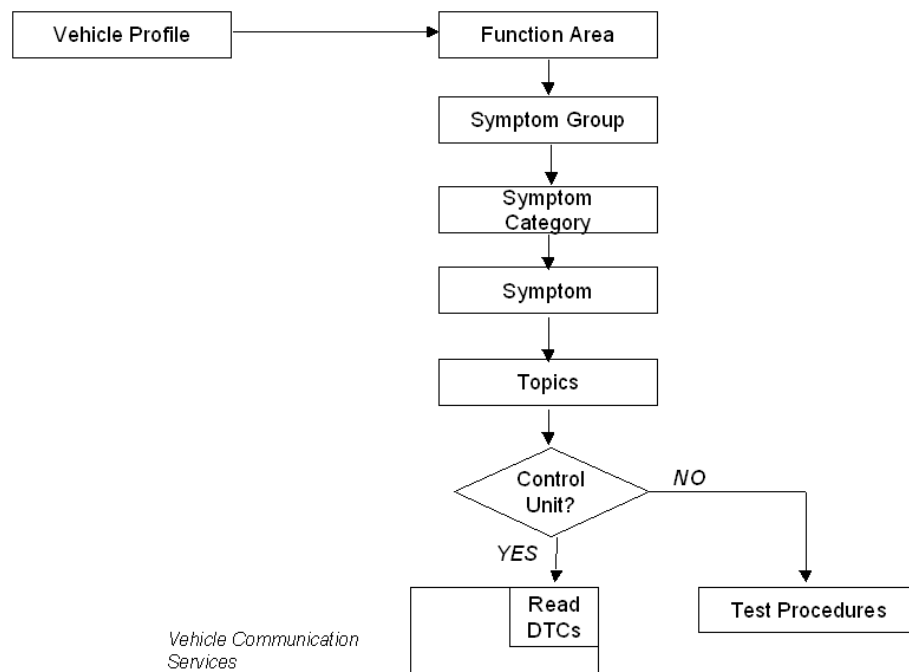 Vehicle Profile
Function Area
Symptom Group
Symptom
Category
Symptom
Topics
Control
Unit?
NO
YES
Read
DTCs
Test Procedures
Vehicle Communication
Services